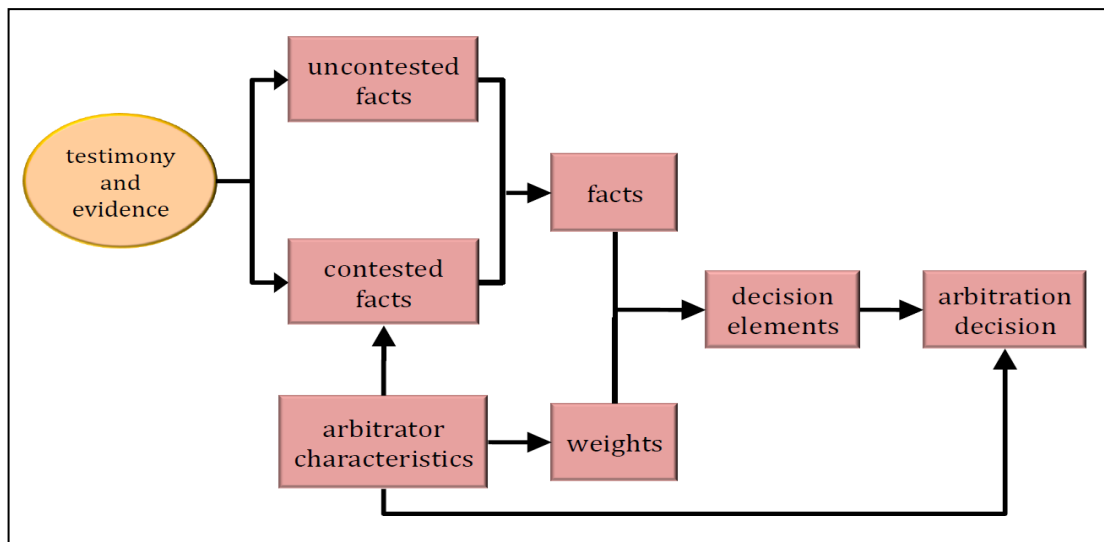 uncontested
facts
testimony
and
evidence
facts
contested
facts
decision
elements
arbitration
decision
arbitrator
characteristics
weights